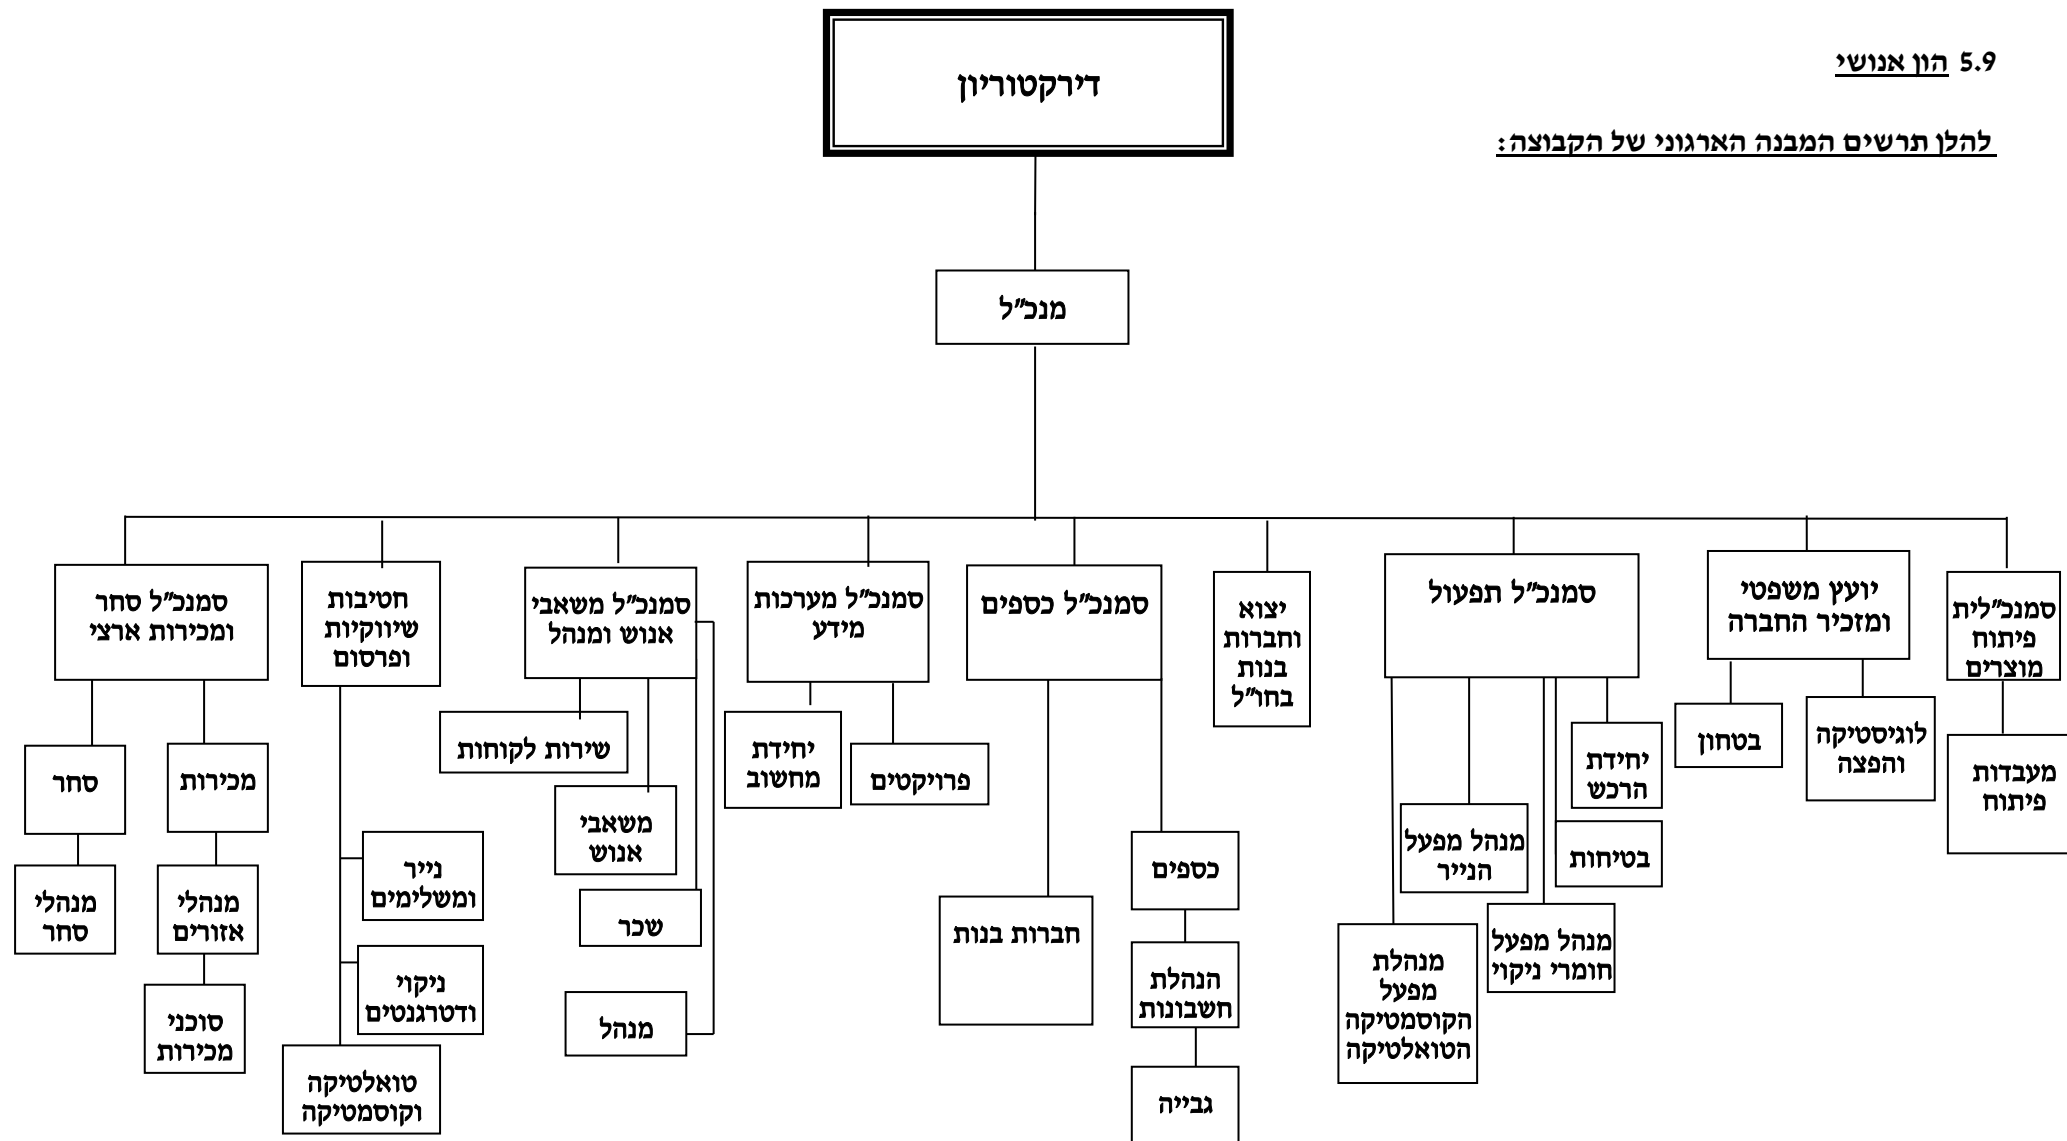 5.9 הון אנושי
להלן תרשים המבנה הארגוני של הקבוצה:
דירקטוריון
מנכ"ל
סמנכ"לית
פיתוח
מוצרים
מעבדות
פיתוח
יועץ משפטי
ומזכיר החברה
לוגיסטיקה
והפצה
בטחון
סמנכ"ל תפעול
יחידת
הרכש
בטיחות
מנהל מפעל
חומרי ניקוי
מנהל מפעל
הנייר
מנהלת
מפעל
הקוסמטיקה
הטואלטיקה
יצוא
וחברות
בנות
בחו"ל
סמנכ"ל כספים
כספים
הנהלת
חשבונות
גבייה
חברות בנות
סמנכ"ל מערכות
מידע
פרויקטים
יחידת
מחשוב
סמנכ"ל משאבי
אנוש ומנהל
שירות לקוחות
משאבי
אנוש
שכר
מנהל
חטיבות
שיווקיות
ופרסום
נייר
ומשלימים
ניקוי
ודטרגנטים
טואלטיקה
וקוסמטיקה
סמנכ"ל סחר
ומכירות ארצי
מכירות
מנהלי
אזורים
סוכני
מכירות
סחר
מנהלי
סחר